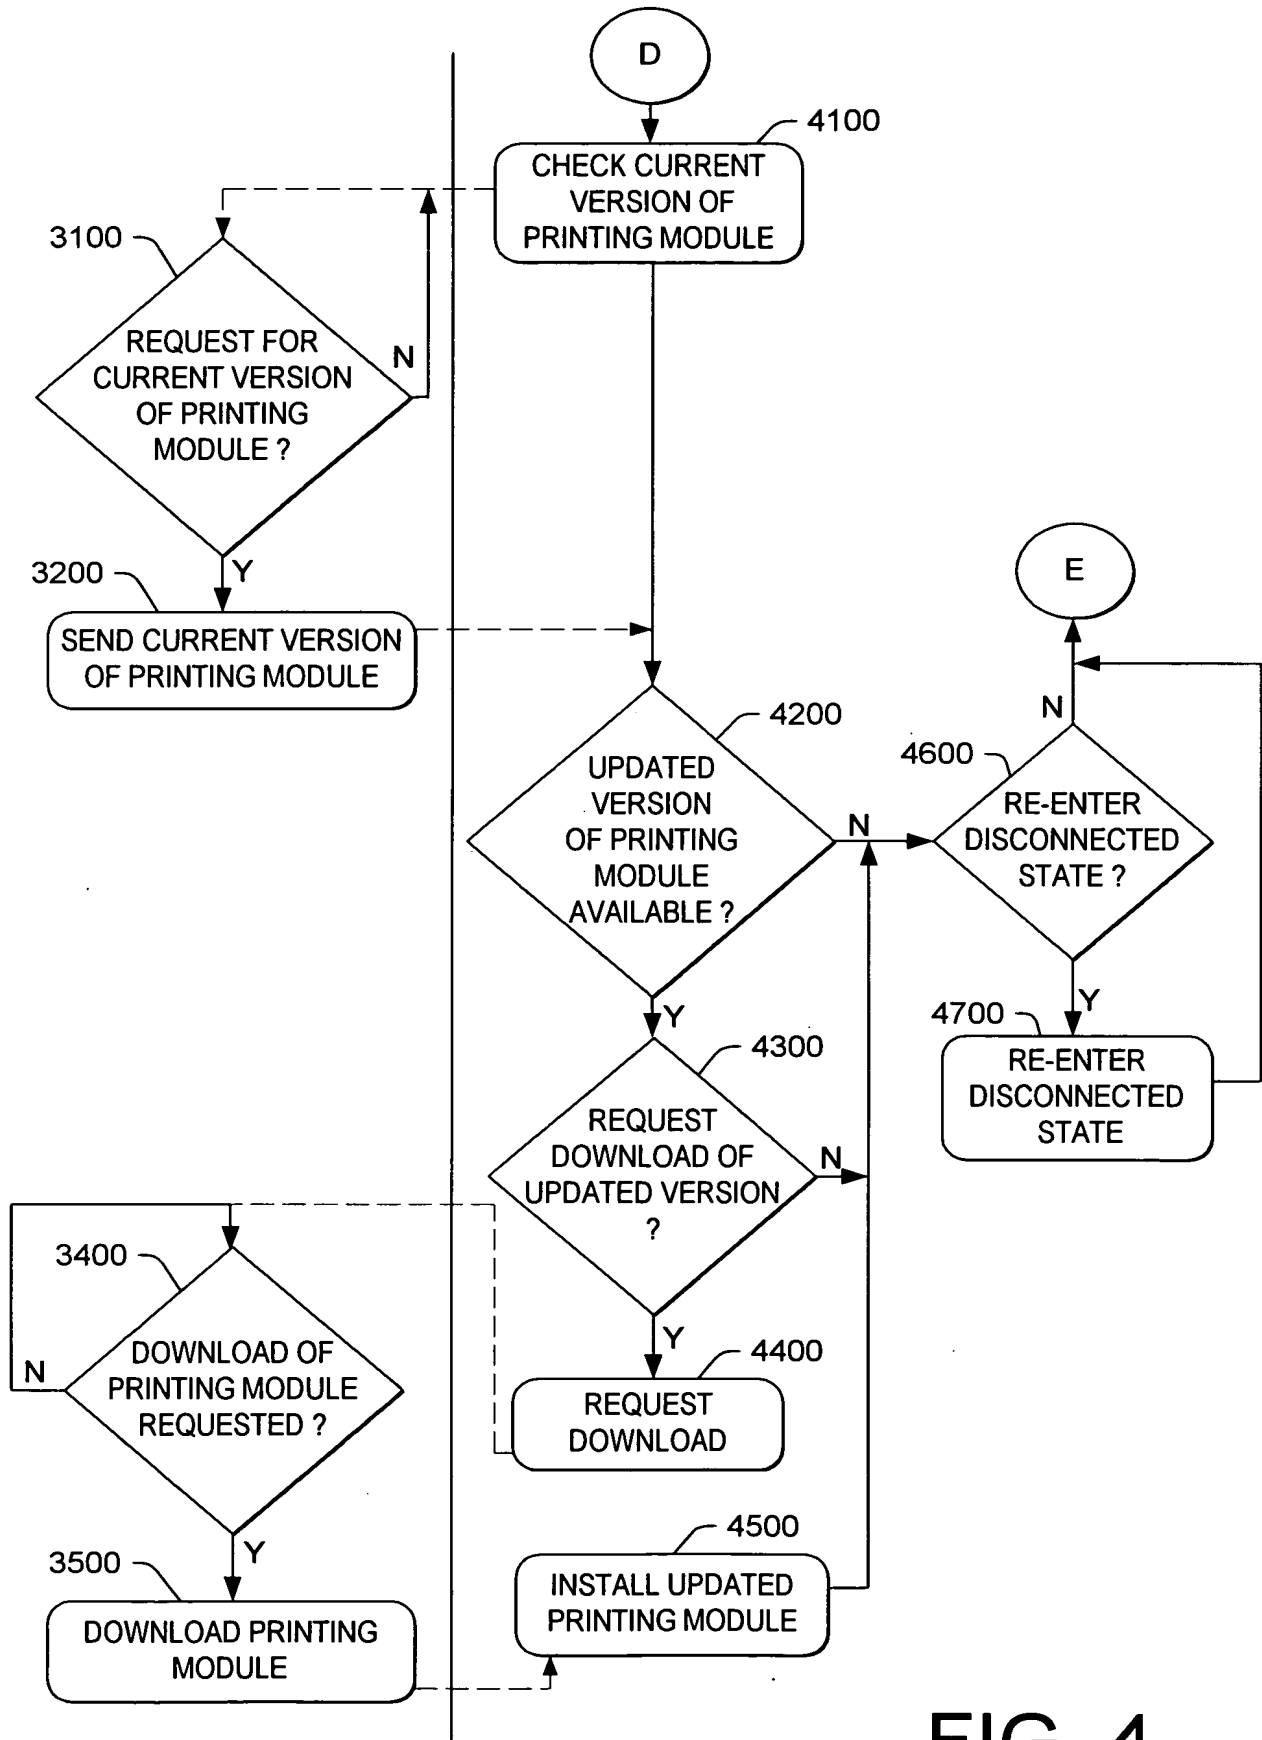 D
4100
CHECK CURRENT
VERSION OF
PRINTING MODULE
3100
REQUEST FOR
CURRENT VERSION
OF PRINTING
MODULE ?
N
Y
3200
SEND CURRENT VERSION
OF PRINTING MODULE
E
4200
UPDATED
VERSION
OF PRINTING
MODULE
AVAILABLE ?
N
Y
4600
N
RE-ENTER
DISCONNECTED
STATE ?
Y
4700
RE-ENTER
DISCONNECTED
STATE
4300
REQUEST
DOWNLOAD OF
UPDATED VERSION
?
N
Y
3400
DOWNLOAD OF
PRINTING MODULE
REQUESTED ?
N
Y
4400
REQUEST
DOWNLOAD
3500
DOWNLOAD PRINTING
MODULE
4500
INSTALL UPDATED
PRINTING MODULE
FIG. 4